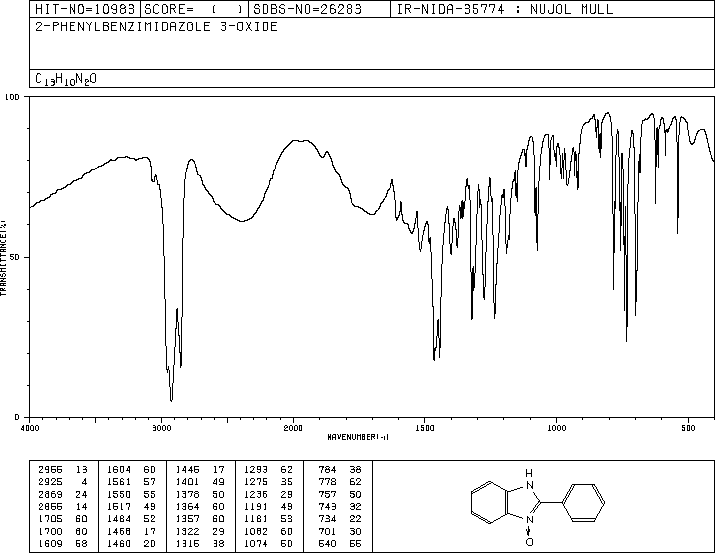 HIT-NO=10983 SCORE= ( ) SDBS-NO=26283 IR-NIDA-35774 : NUJOL MULL
2-PHENYLBENZIMIDAZOLE 3-OXIDE
C13H10N2O
100
50
0
TRANSMITTANCE(%)
4000 3000 2000 1500 1000 500
WAVENUMBER(-1)
2955 13 1604 60 1446 17 1293 62 784 38
2925 4 1561 57 1401 49 1275 35 778 62
2869 24 1550 55 1378 50 1236 29 757 50
2855 14 1517 49 1364 60 1191 49 749 32
1705 60 1484 52 1357 60 1181 53 734 22
1700 60 1468 17 1322 29 1082 60 701 30
1609 58 1460 20 1315 38 1074 50 540 55
H
N
N
O